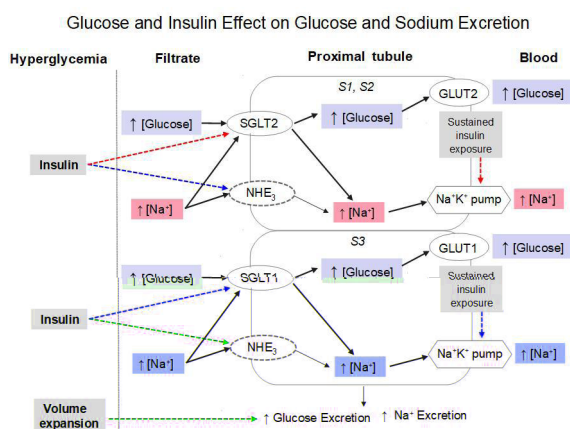 Glucose and Insulin Effect on Glucose and Sodium Excretion
Hyperglycemia Filtrate Proximal tubule Blood
S1, S2
↑ [Glucose] SGLT2 ↑ [Glucose] GLUT2 ↑ [Glucose]
Sustained
insulin
exposure
Insulin
NHE3
↑ [Na+] ↑ [Na+] Na+K+ pump ↑ [Na+]
S3
↑ [Glucose] SGLT1 ↑ [Glucose] GLUT1 ↑ [Glucose]
Sustained
insulin
exposure
Insulin
NHE3
↑ [Na+] ↑ [Na+] Na+K+ pump ↑ [Na+]
Volume
expansion
↑ Glucose Excretion ↑ Na+ Excretion